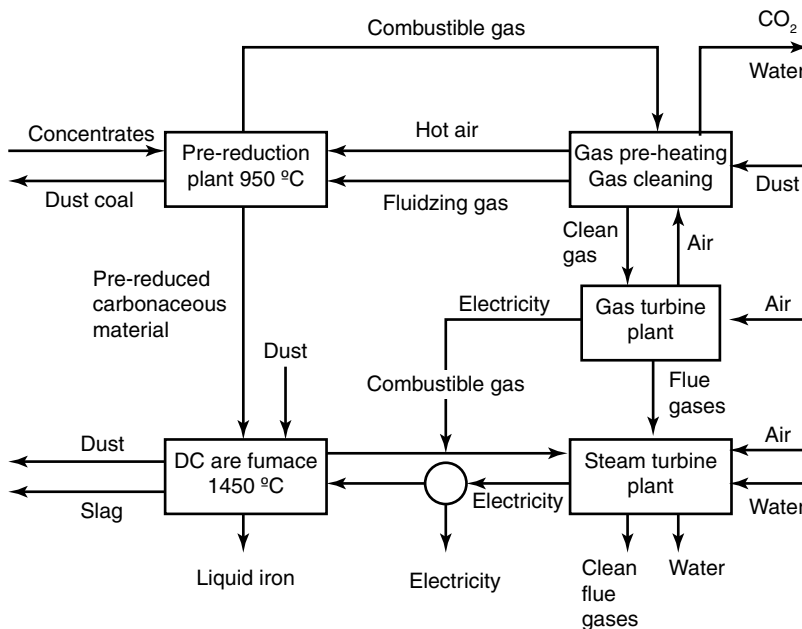 Combustible gas
CO₂
Water
Concentrates
Hot air
Pre-reduction
plant 950 ºC
Gas pre-heating
Gas cleaning
Dust coal
Fluidzing gas
Dust
Clean
gas
Air
Pre-reduced
carbonaceous
material
Electricity
Gas turbine
plant
Air
Dust
Combustible gas
Flue
gases
Dust
DC are fumace
1450 ºC
Steam turbine
plant
Air
Slag
Electricity
Water
Liquid iron
Electricity
Clean
flue
gases
Water